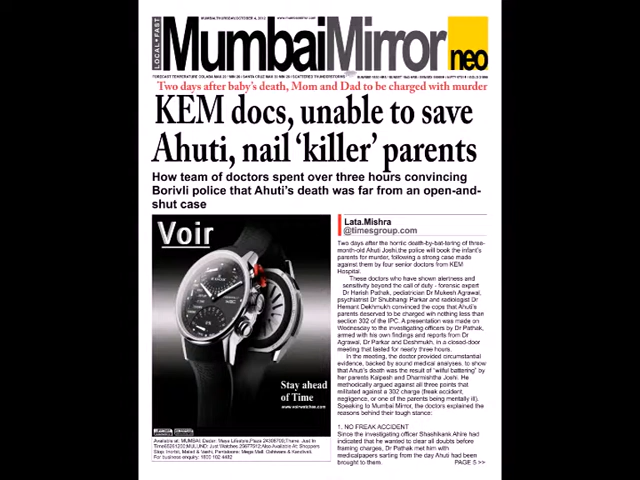 MUMBAI,THURSDAY,OCTOBER 4, 2012
www.mumbaimirror.com
LOCAL•FAST
MumbaiMirror neo
Two days after baby's death, Mom and Dad to be charged with murder
KEM docs, unable to save
Ahuti, nail 'killer' parents
How team of doctors spent over three hours convincing
Borivli police that Ahuti's death was far from an open-and-
shut case
Voir
Stay ahead
of Time
www.voirwatches.com
Lata.Mishra
@timesgroup.com
Two days after the horrific death-by-bat-tering of three-
month-old Ahuti Joshi,the police will book the infant's
parents for murder, following a strong case made
against them by four senior doctors from KEM
Hospital.
These doctors who have shown alertness and
sensitivity beyond the call of duty - forensic expert
Dr Harish Pathak, pediatrician Dr Mukesh Agrawal,
psychiatrist Dr Shubhangi Parkar and radiologist Dr
Hemant Dekhmukh convinced the cops that Ahuti's
parents deserved to be charged with nothing less than
section 302 of the IPC. A presentation was made on
Wednesday to the investigating officers by Dr Pathak,
armed with his own findings and reports from Dr
Agrawal, Dr Parkar and Deshmukh, in a closed-door
meeting that lasted for nearly three hours.
In the meeting, the doctor provided circumstantial
evidence, backed by sound medical analyses, to show
that Ahuti's death was the result of "wilful battering" by
her parents Kalpesh and Dharmishtha Joshi. He
methodically argued against all three points that
militated against a 302 charge (freak accident,
negligence, or one of the parents being mentally ill).
Speaking to Mumbai Mirror, the doctors explained the
reasons behind their tough stance:
1. NO FREAK ACCIDENT
Since the investigating officer Shashikank Ahire had
indicated that he wanted to clear all doubts before
framing charges, Dr Pathak met him with
medicalpapers sarting from the day Ahuti had been
brought to them.
PAGE 5 >>